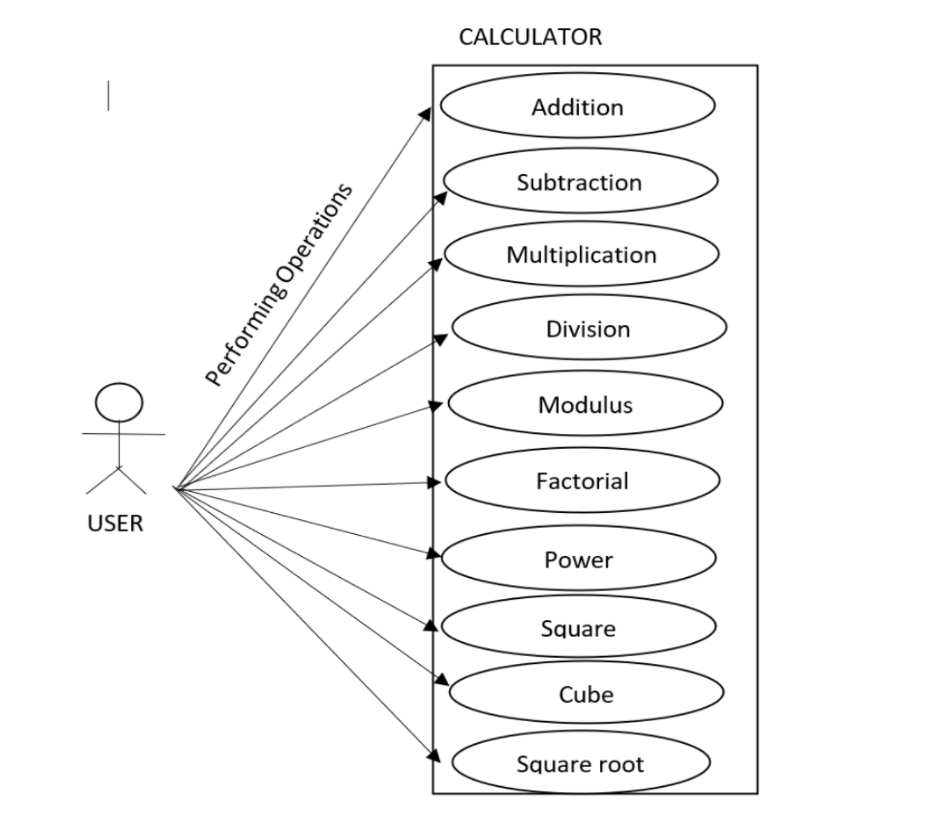 CALCULATOR
Addition
Subtraction
Multiplication
Division
Modulus
Factorial
Power
Square
Cube
Square root
Performing Operations
USER